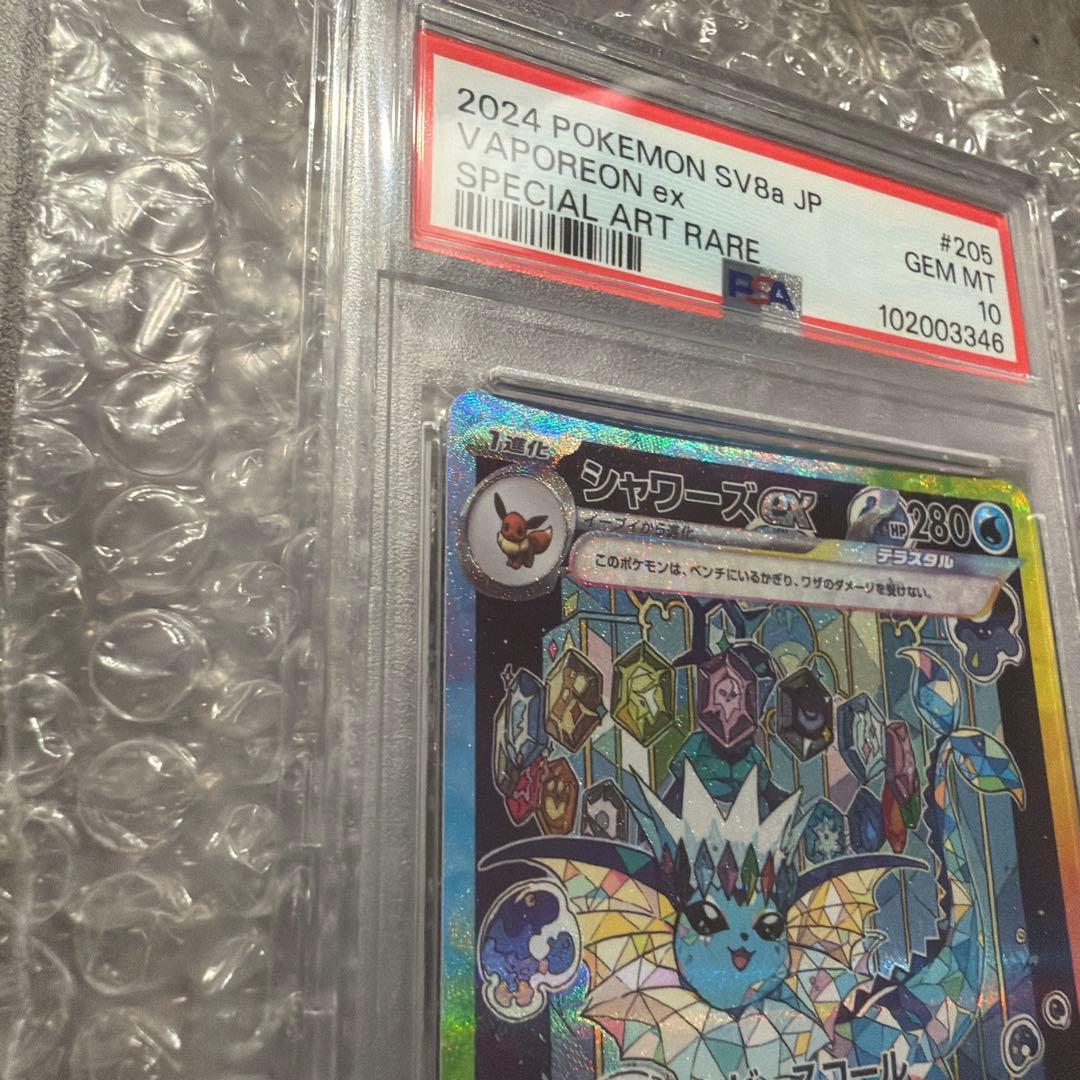 2024 POKEMON SV8a JP
VAPOREON ex
SPECIAL ART RARE
#205
GEM MT
10
102003346
PSA
1進化
シャワーズex
HP280
イーブイから進化
テラスタル
このポケモンは、ベンチにいるかぎり、ワザのダメージを受けない。